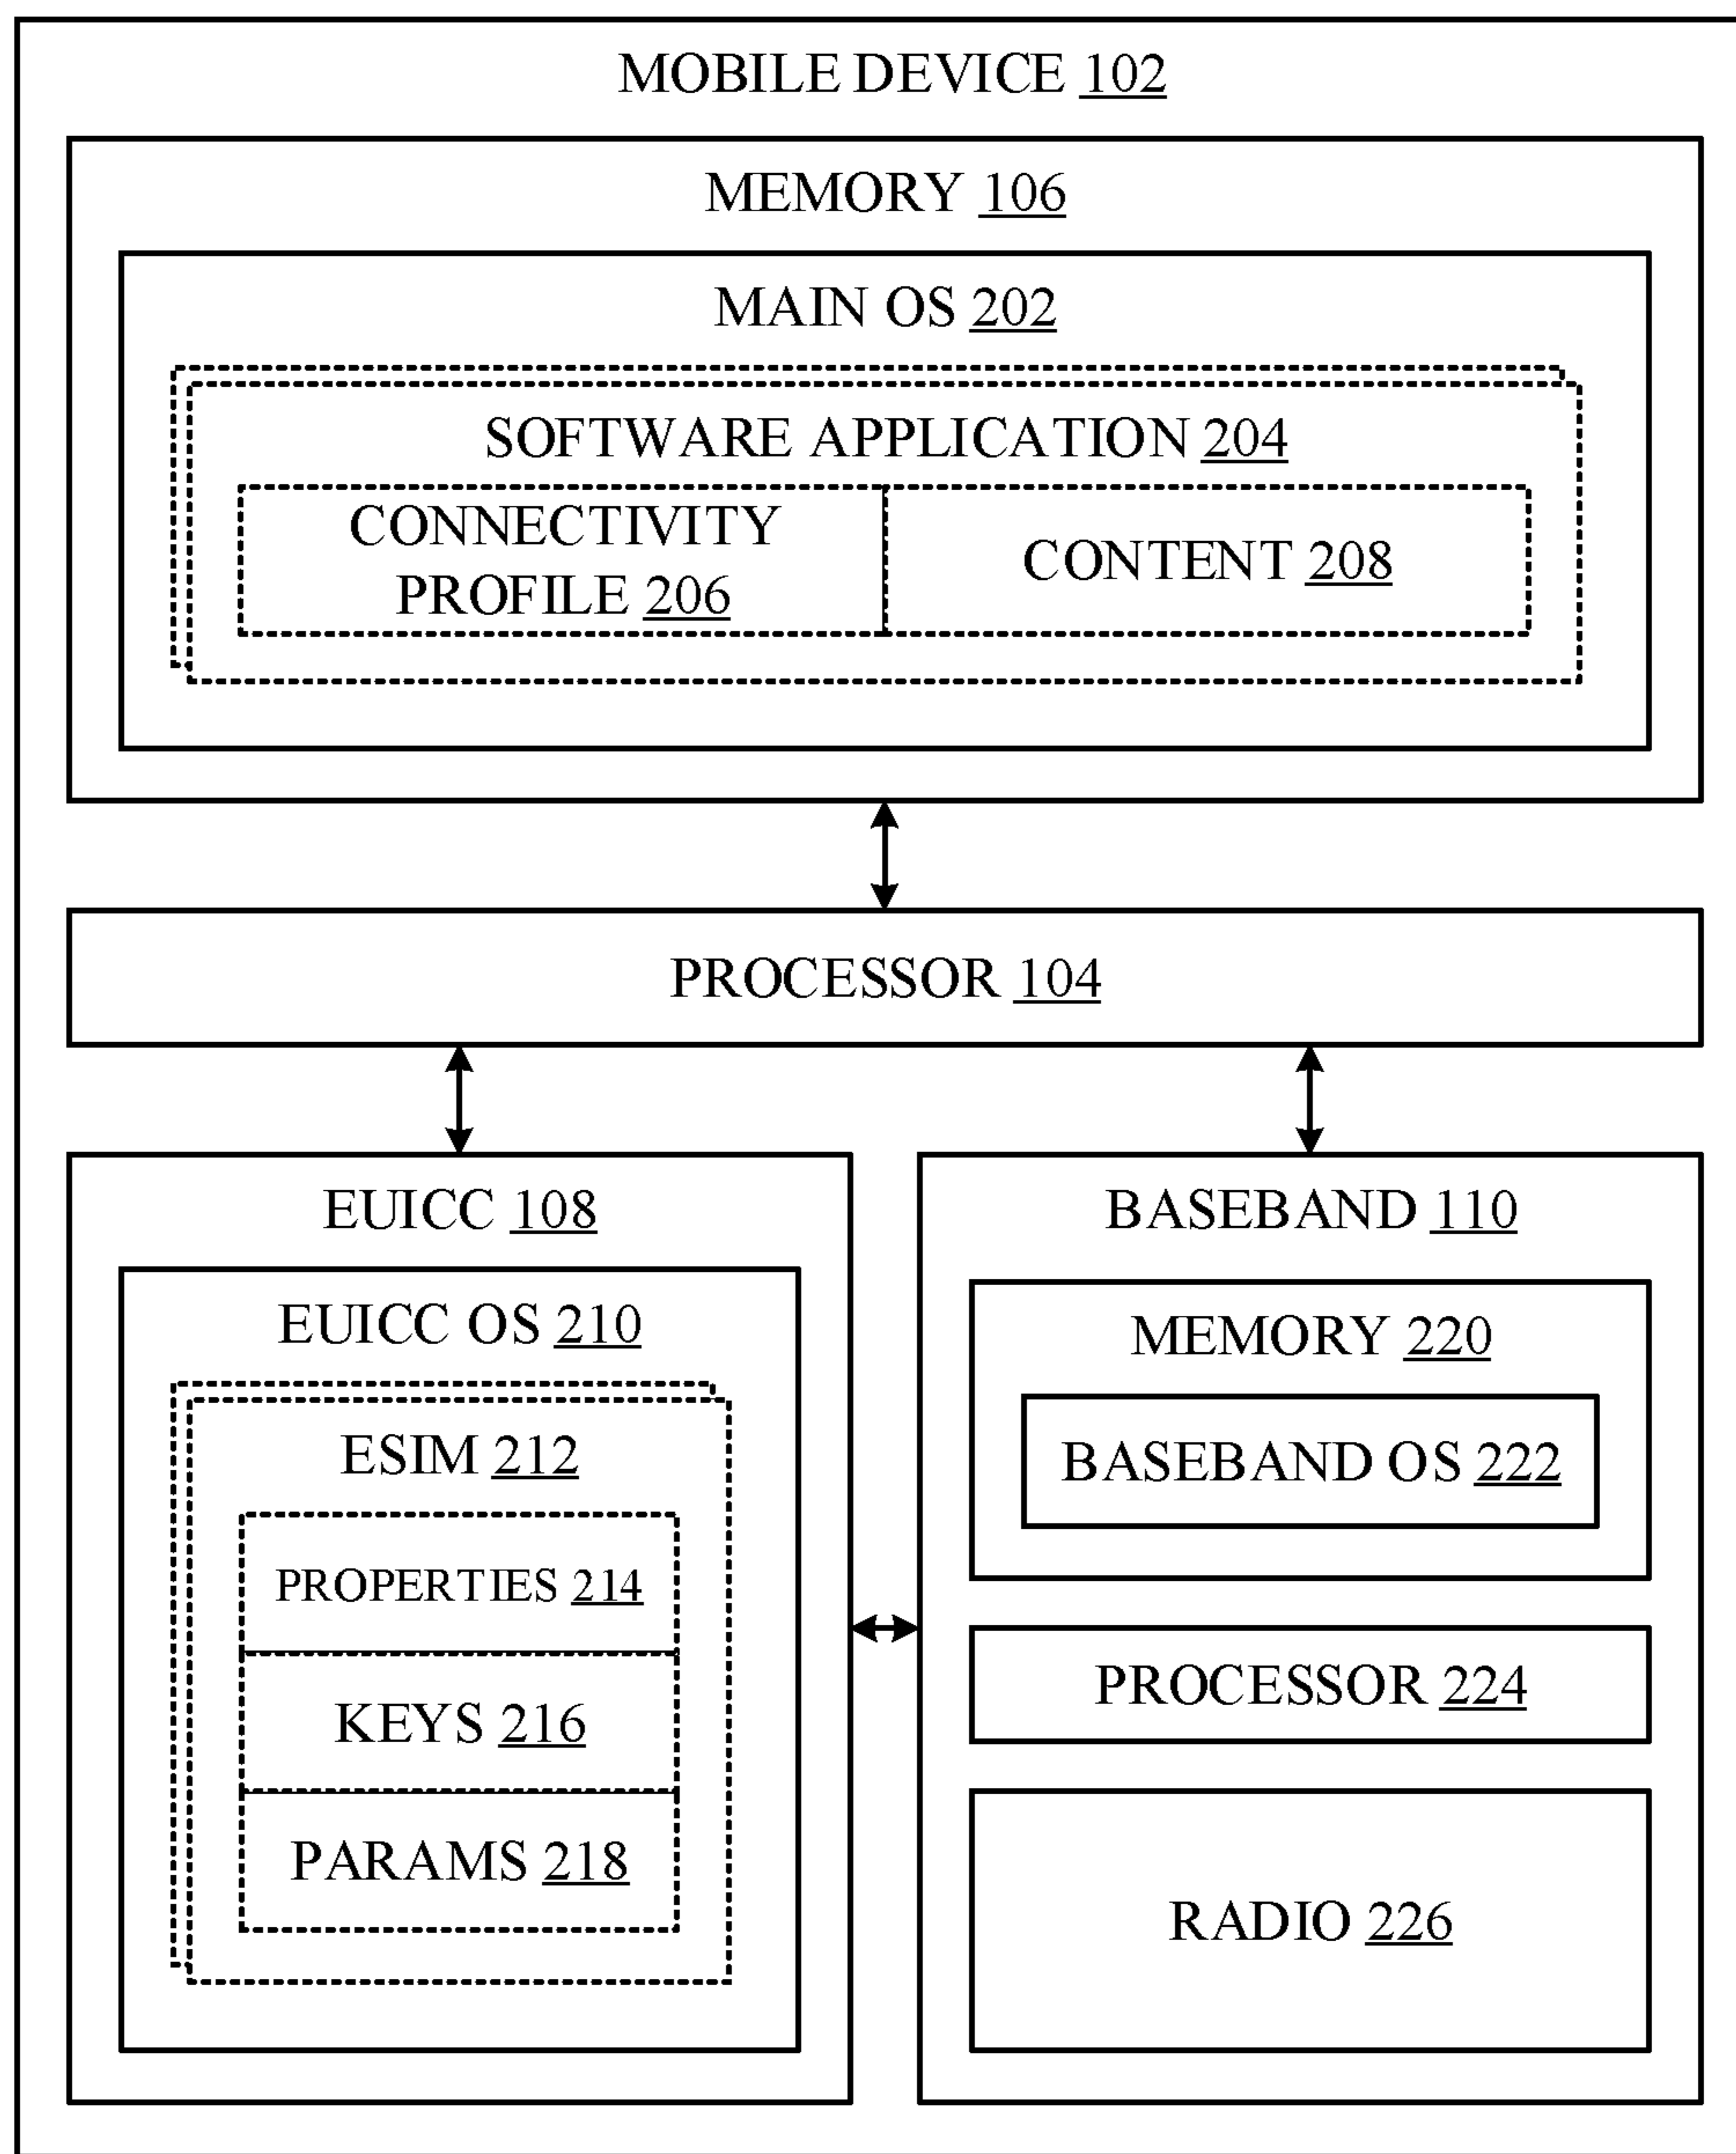 MOBILE DEVICE 102
MEMORY 106
MAIN OS 202
SOFTWARE APPLICATION 204
CONNECTIVITY
PROFILE 206
CONTENT 208
PROCESSOR 104
EUICC 108
EUICC OS 210
ESIM 212
PROPERTIES 214
KEYS 216
PARAMS 218
BASEBAND 110
MEMORY 220
BASEBAND OS 222
PROCESSOR 224
RADIO 226